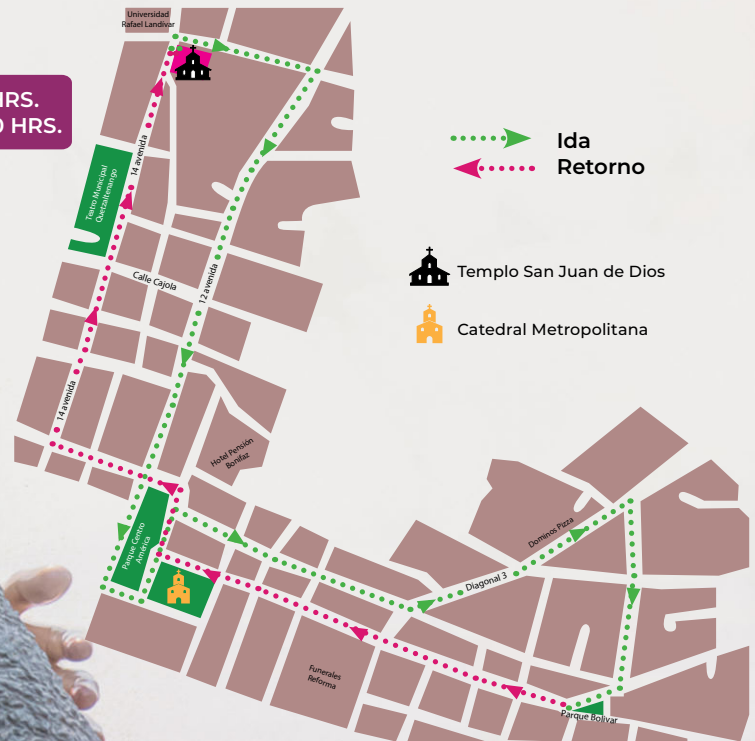 Universidad
Rafael Landivar
HRS.
0 HRS.
Ida
Retorno
14 avenida
Teatro Municipal
Quetzaltenango
Templo San Juan de Dios
Calle Cajola
12 avenida
Catedral Metropolitana
14 avenida
Hotel Pensión
Bonifaz
Parque Centro
América
Dominos Pizza
Diagonal 3
Funerales
Reforma
Parque Bolívar